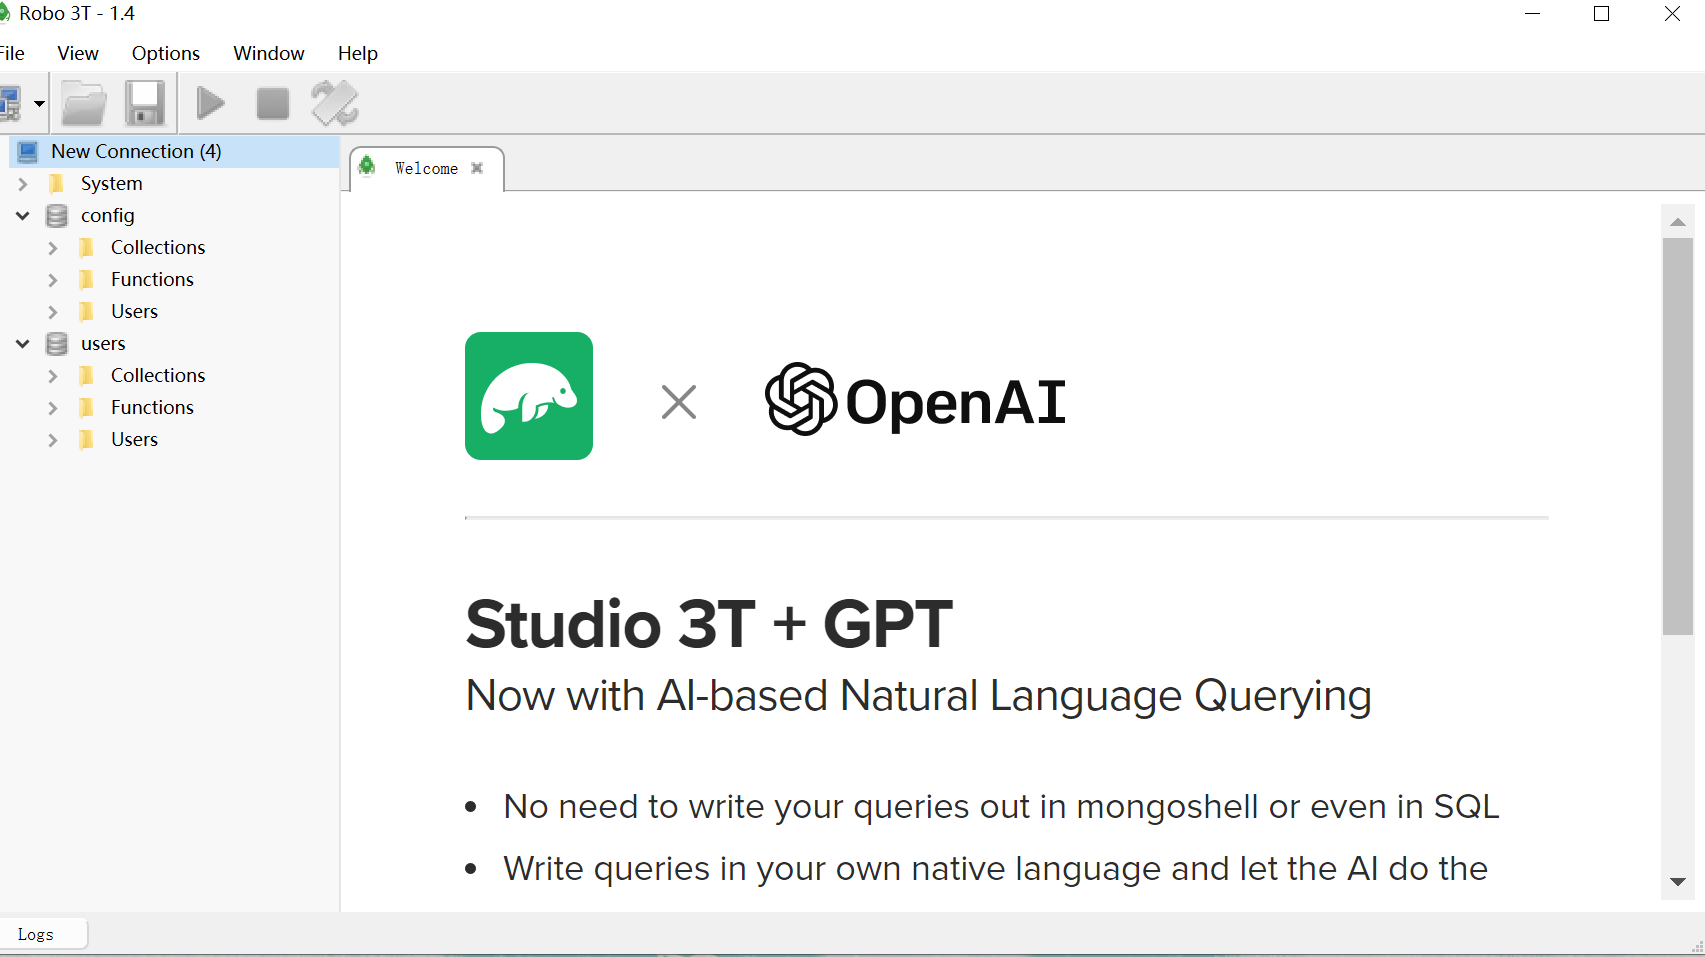 Robo 3T - 1.4
File View Options Window Help
New Connection (4)
System
config
Collections
Functions
Users
users
Collections
Functions
Users
Welcome
OpenAI
Studio 3T + GPT
Now with AI-based Natural Language Querying
• No need to write your queries out in mongoshell or even in SQL
• Write queries in your own native language and let the AI do the
Logs